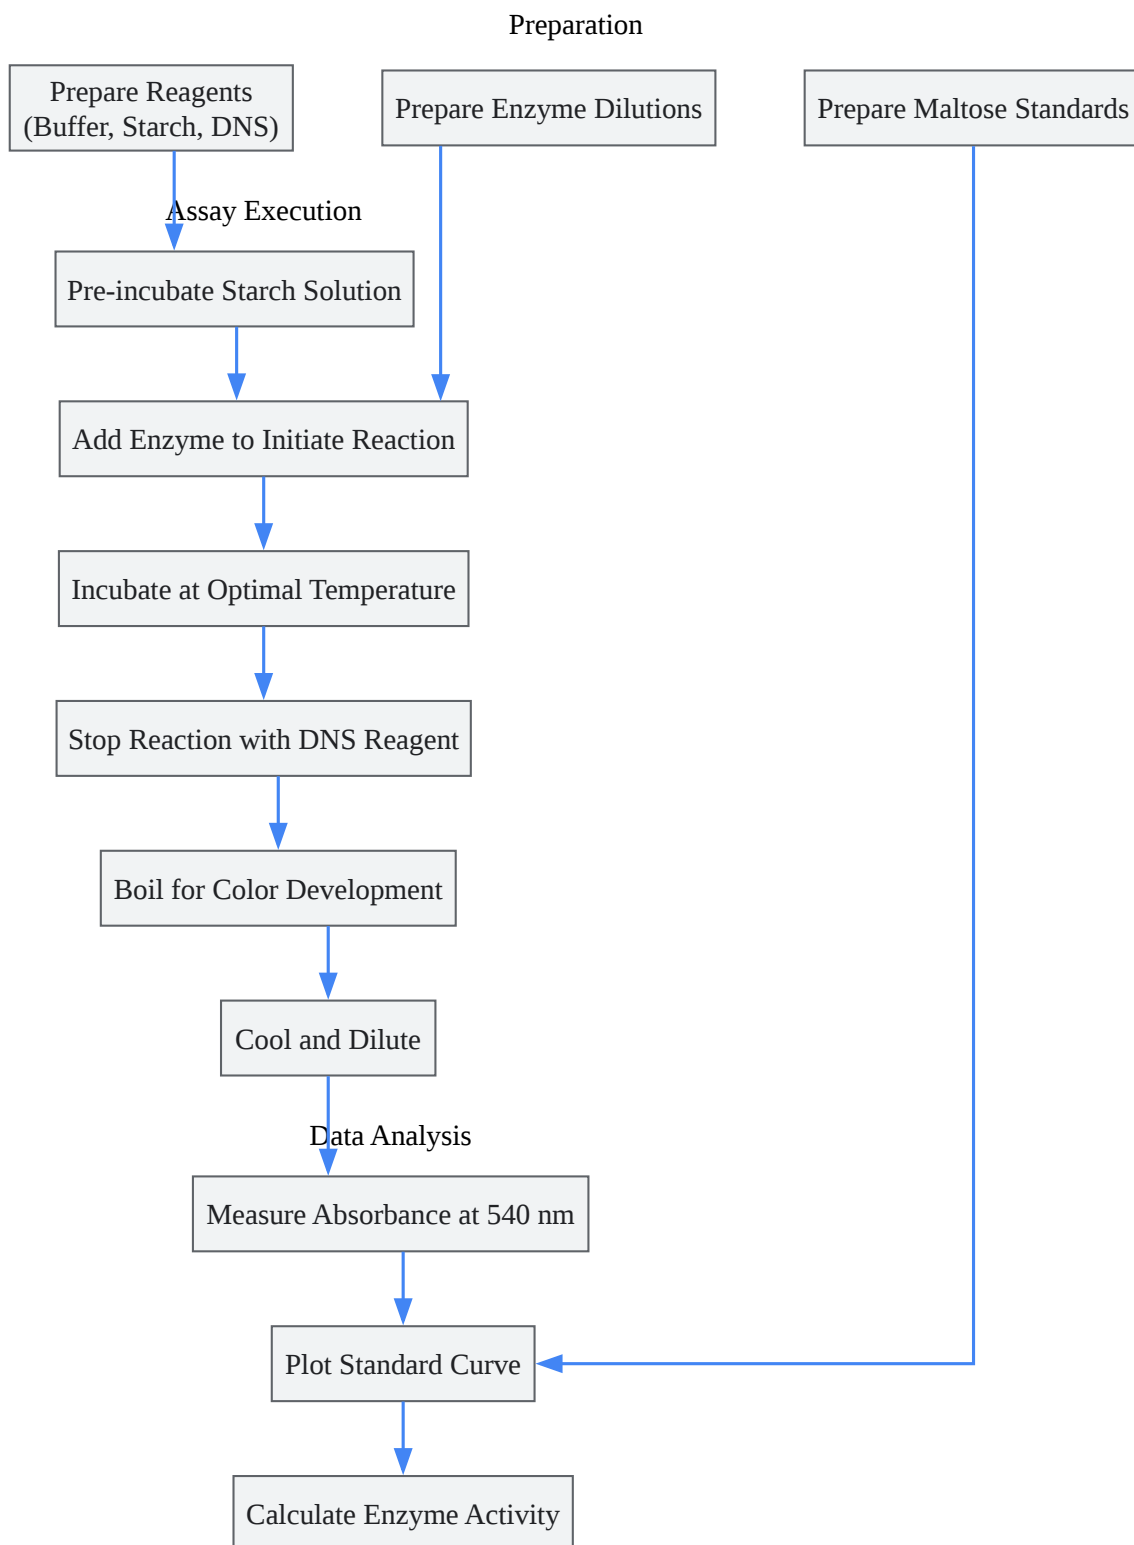 Preparation
Prepare Reagents
(Buffer, Starch, DNS)
Prepare Enzyme Dilutions
Prepare Maltose Standards
Assay Execution
Pre-incubate Starch Solution
Add Enzyme to Initiate Reaction
Incubate at Optimal Temperature
Stop Reaction with DNS Reagent
Boil for Color Development
Cool and Dilute
Data Analysis
Measure Absorbance at 540 nm
Plot Standard Curve
Calculate Enzyme Activity